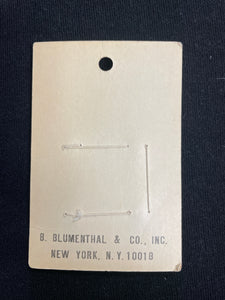 B. BLUMENTHAL & CO., INC.
NEW YORK, N.Y. 10018